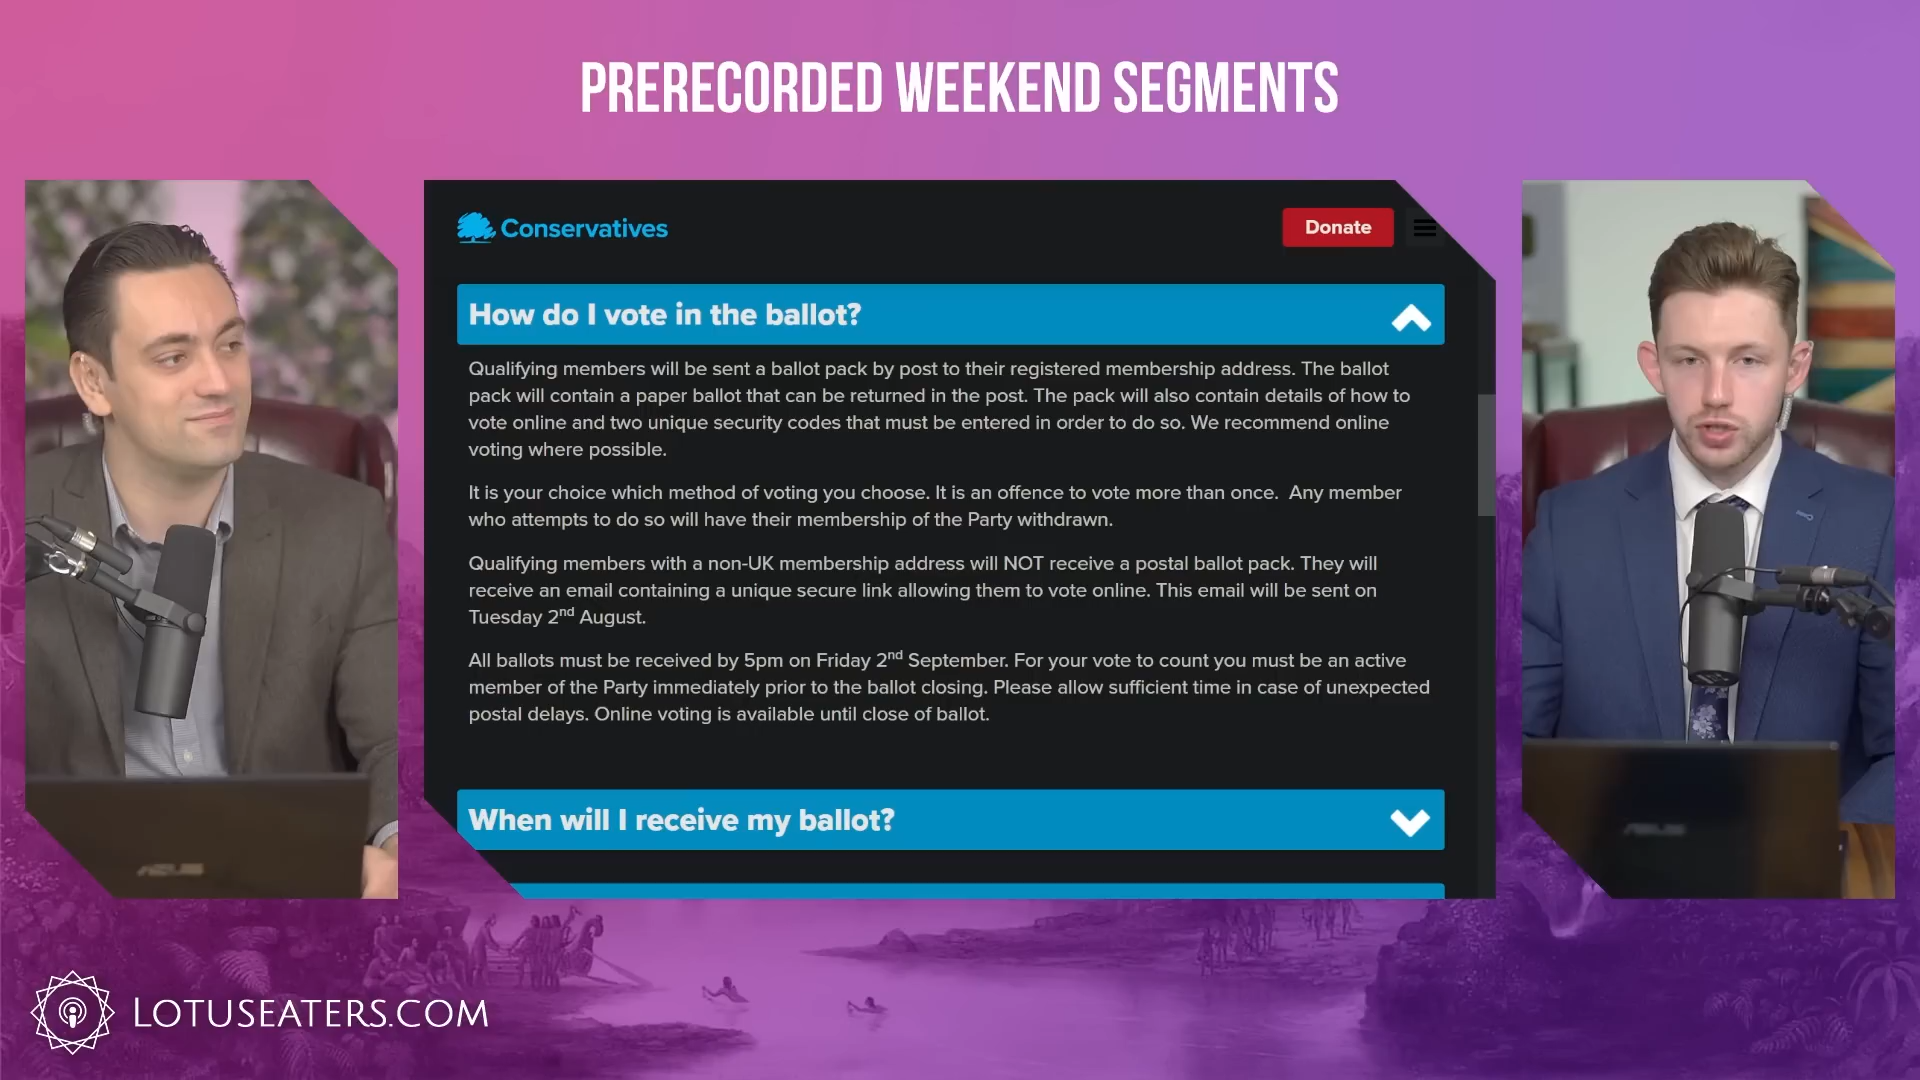 PRERECORDED WEEKEND SEGMENTS
Conservatives
Donate
How do I vote in the ballot?
Qualifying members will be sent a ballot pack by post to their registered membership address. The ballot
pack will contain a paper ballot that can be returned in the post. The pack will also contain details of how to
vote online and two unique security codes that must be entered in order to do so. We recommend online
voting where possible.
It is your choice which method of voting you choose. It is an offence to vote more than once. Any member
who attempts to do so will have their membership of the Party withdrawn.
Qualifying members with a non-UK membership address will NOT receive a postal ballot pack. They will
receive an email containing a unique secure link allowing them to vote online. This email will be sent on
Tuesday 2nd August.
All ballots must be received by 5pm on Friday 2nd September. For your vote to count you must be an active
member of the Party immediately prior to the ballot closing. Please allow sufficient time in case of unexpected
postal delays. Online voting is available until close of ballot.
When will I receive my ballot?
ASUS
ASUS
LOTUSEATERS.COM